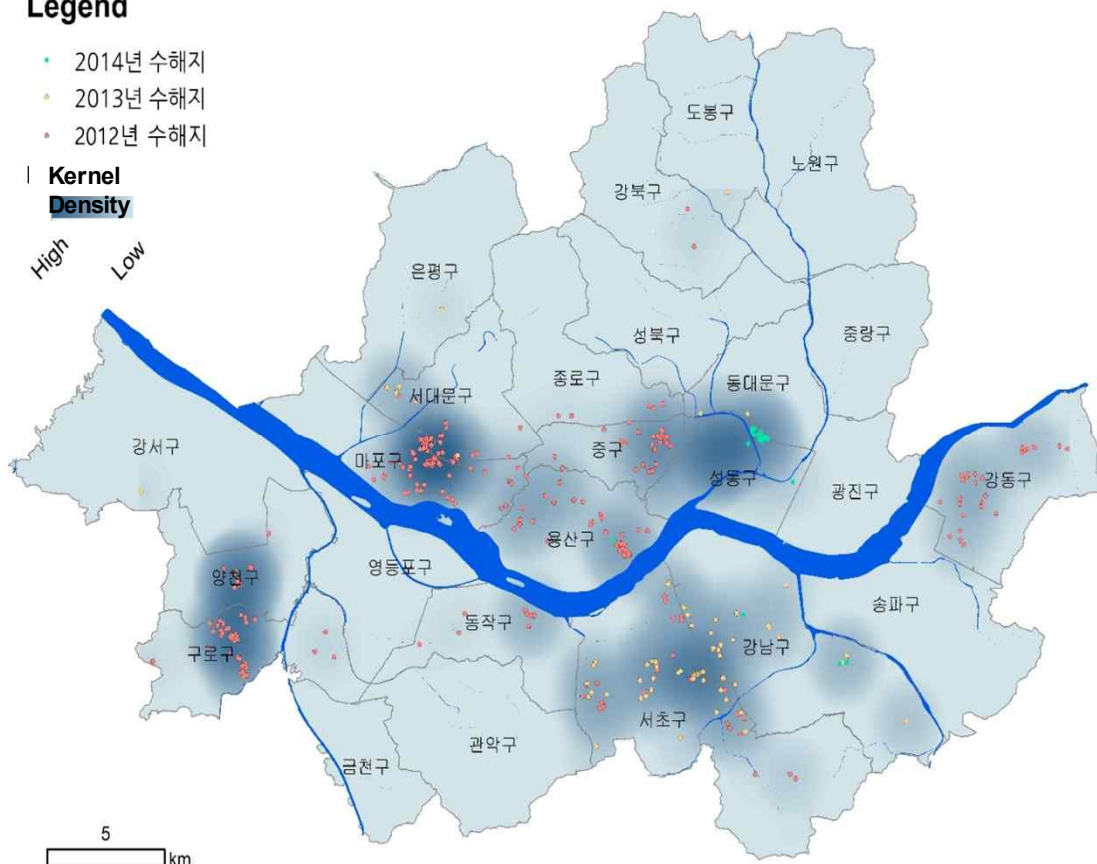 Legend
2014년 수해지
2013년 수해지
2012년 수해지
Kernel
Density
High
Low
도봉구
노원구
강북구
은평구
성북구
중랑구
종로구
동대문구
서대문구
강서구
중구
마포구
성동구
광진구
강동구
용산구
영등포구
양천구
송파구
동작구
강남구
구로구
서초구
관악구
금천구
5
km